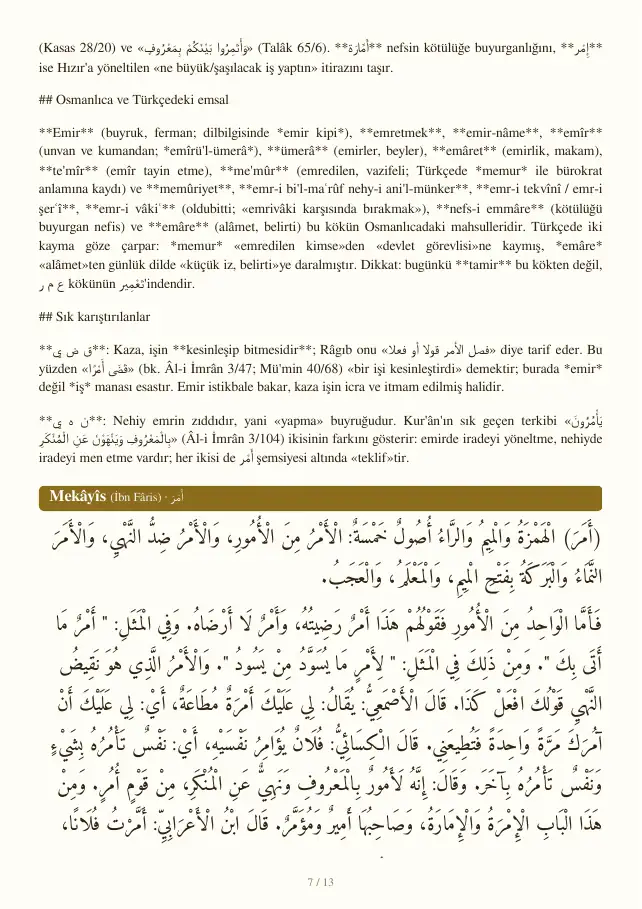 (Kasas 28/20) ve «وَأْتَمِرُوا بَيْنَكُمْ بِمَعْرُوفٍ» (Talâk 65/6). **أَمَّارَة** nefsin kötülüğe buyurganlığını, **إِمْر**
ise Hızır'a yöneltilen «ne büyük/şaşılacak iş yaptın» itirazını taşır.
## Osmanlıca ve Türkçedeki emsal
**Emir** (buyruk, ferman; dilbilgisinde *emir kipi*), **emretmek**, **emir-nâme**, **emîr**
(unvan ve kumandan; *emîrü'l-ümerâ*), **ümerâ** (emirler, beyler), **emâret** (emirlik, makam),
**te'mîr** (emîr tayin etme), **me'mûr** (emredilen, vazifeli; Türkçede *memur* ile bürokrat
anlamına kaydı) ve **memûriyet**, **emr-i bi'l-maʿrûf nehy-i ani'l-münker**, **emr-i tekvînî / emr-i
şerʿî**, **emr-i vâkiʿ** (oldubitti; «emrivâki karşısında bırakmak»), **nefs-i emmâre** (kötülüğü
buyurgan nefis) ve **emâre** (alâmet, belirti) bu kökün Osmanlıcadaki mahsulleridir. Türkçede iki
kayma göze çarpar: *memur* «emredilen kimse»den «devlet görevlisi»ne kaymış, *emâre*
«alâmet»ten günlük dilde «küçük iz, belirti»ye daralmıştır. Dikkat: bugünkü **tamir** bu kökten değil,
ع م ر kökünün تَعْمِير'indendir.
## Sık karıştırılanlar
**ق ض ي**: Kaza, işin **kesinleşip bitmesidir**; Râgıb onu «فصل الأمر قولا أو فعلا» diye tarif eder. Bu
yüzden «قَضَى أَمْرًا» (bk. Âl-i İmrân 3/47; Mü'min 40/68) «bir işi kesinleştirdi» demektir; burada *emir*
değil *iş* manası esastır. Emir istikbale bakar, kaza işin icra ve itmam edilmiş halidir.
**ن ه ي**: Nehiy emrin zıddıdır, yani «yapma» buyruğudur. Kur'ân'ın sık geçen terkibi «يَأْمُرُونَ
بِالْمَعْرُوفِ وَيَنْهَوْنَ عَنِ الْمُنْكَرِ» (Âl-i İmrân 3/104) ikisinin farkını gösterir: emirde iradeyi yöneltme, nehiyde
iradeyi men etme vardır; her ikisi de أَمْر şemsiyesi altında «teklif»tir.
Mekâyîs (İbn Fâris) · أَمَرَ
(أَمَرَ) الْهَمْزَةُ وَالْمِيمُ وَالرَّاءُ أُصُولٌ خَمْسَةٌ: الْأَمْرُ مِنَ الْأُمُورِ، وَالْأَمْرُ ضِدُّ النَّهْيِ، وَالْأَمَرَ
النَّمَاءُ وَالْبَرَكَةُ بِفَتْحِ الْمِيمِ، وَالْمَعْلَمُ، وَالْعَجَبُ.
فَأَمَّا الْوَاحِدُ مِنَ الْأُمُورِ فَقَوْلُهُمْ هَذَا أَمْرٌ رَضِيتُهُ، وَأَمْرٌ لَا أَرْضَاهُ. وَفِي الْمَثَلِ: " أَمْرٌ مَا
أَتَى بِكَ ". وَمِنْ ذَلِكَ فِي الْمَثَلِ: " لِأَمْرٍ مَا يُسَوَّدُ مِنْ يَسُودُ ". وَالْأَمْرُ الَّذِي هُوَ نَقِيضُ
النَّهْيِ قَوْلُكَ افْعَلْ كَذَا. قَالَ الْأَصْمَعِيُّ: يُقَالُ: لِي عَلَيْكَ أَمْرَةٌ مُطَاعَةٌ، أَيْ: لِي عَلَيْكَ أَنْ
آمُرَكَ مَرَّةً وَاحِدَةً فَتُطِيعَنِي. قَالَ الْكِسَائِيُّ: فُلَانٌ يُؤَامِرُ نَفْسَيْهِ، أَيْ: نَفْسٌ تَأْمُرُهُ بِشَيْءٍ
وَنَفْسٌ تَأْمُرُهُ بِآخَرَ. وَقَالَ: إِنَّهُ لَأَمُورٌ بِالْمَعْرُوفِ وَنَهِيٌّ عَنِ الْمُنْكَرِ، مِنْ قَوْمٍ أُمُرٍ. وَمِنْ
هَذَا الْبَابِ الْإِمْرَةُ وَالْإِمَارَةُ، وَصَاحِبُهَا أَمِيرٌ وَمُؤَمَّرٌ. قَالَ ابْنُ الْأَعْرَابِيِّ: أَمَّرْتُ فُلَانًا،
7 / 13